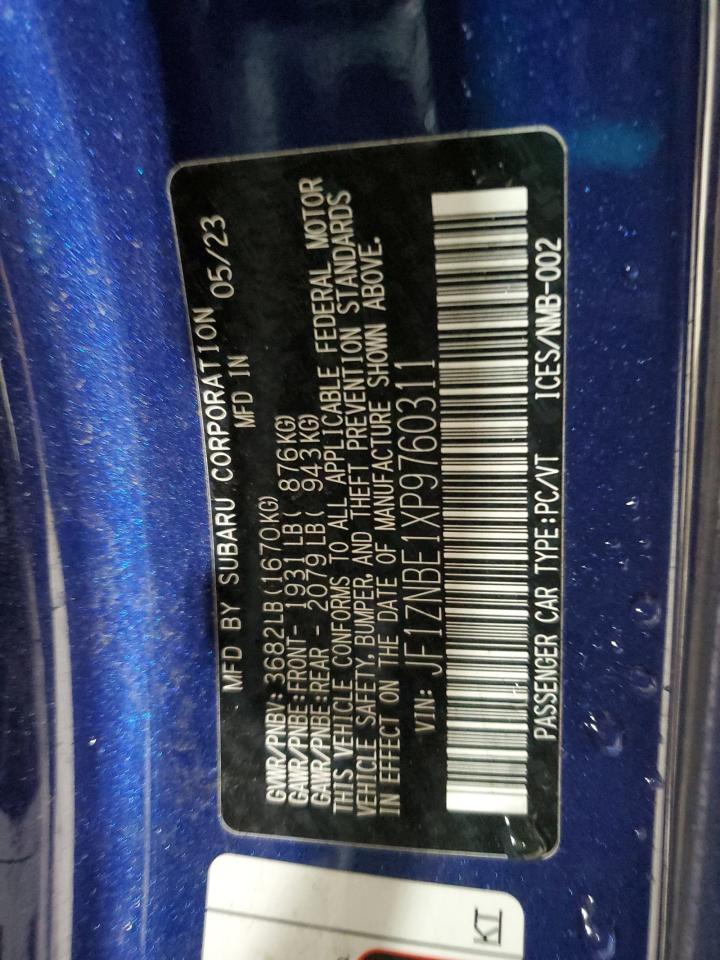 MFD BY SUBARU CORPORATION
MFD IN 05/23
GVWR/PNBV: 3682LB (1670KG)
GAWR/PNBE:FRONT- 1931LB ( 876KG)
GAWR/PNBE:REAR - 2079LB ( 943KG)
THIS VEHICLE CONFORMS TO ALL APPLICABLE FEDERAL MOTOR
VEHICLE SAFETY, BUMPER, AND THEFT PREVENTION STANDARDS
IN EFFECT ON THE DATE OF MANUFACTURE SHOWN ABOVE.
VIN: JF1ZNBE1XP9760311
PASSENGER CAR TYPE:PC/VT ICES/NMB-002